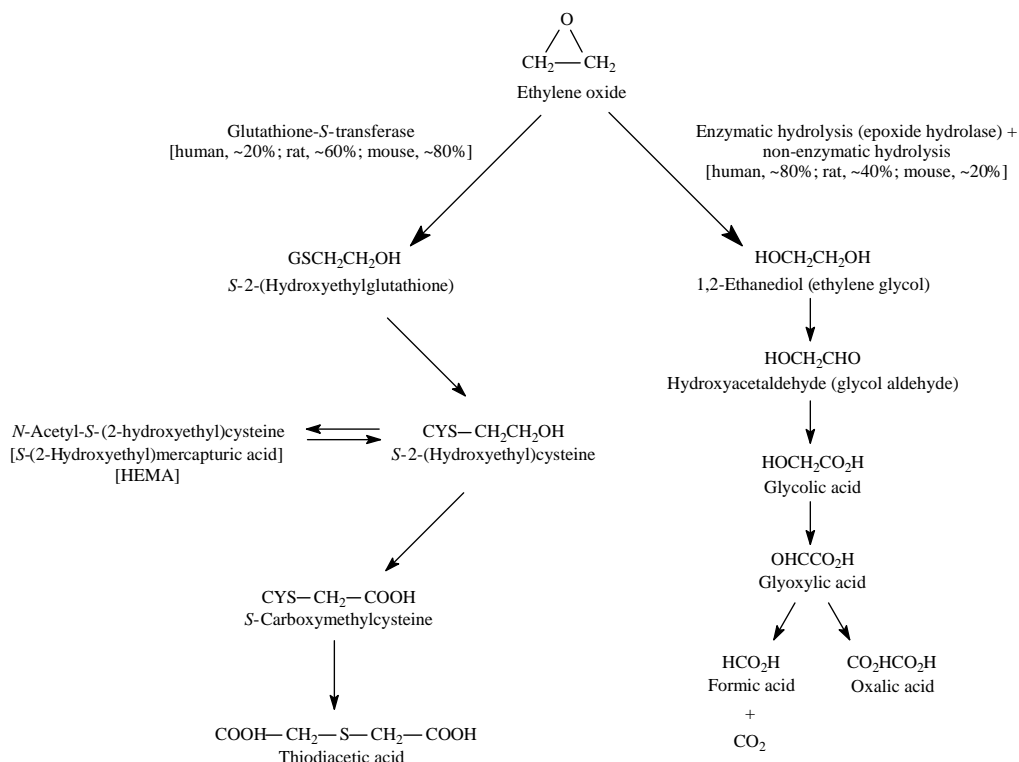 O
CH₂—CH₂
Ethylene oxide
Glutathione-S-transferase
[human, ~20%; rat, ~60%; mouse, ~80%]
Enzymatic hydrolysis (epoxide hydrolase) +
non-enzymatic hydrolysis
[human, ~80%; rat, ~40%; mouse, ~20%]
GSCH₂CH₂OH
S-2-(Hydroxyethylglutathione)
HOCH₂CH₂OH
1,2-Ethanediol (ethylene glycol)
HOCH₂CHO
Hydroxyacetaldehyde (glycol aldehyde)
N-Acetyl-S-(2-hydroxyethyl)cysteine
[S-(2-Hydroxyethyl)mercapturic acid]
[HEMA]
CYS—CH₂CH₂OH
S-2-(Hydroxyethyl)cysteine
HOCH₂CO₂H
Glycolic acid
OHCCO₂H
Glyoxylic acid
CYS—CH₂—COOH
S-Carboxymethylcysteine
HCO₂H
Formic acid
+
CO₂
CO₂HCO₂H
Oxalic acid
COOH—CH₂—S—CH₂—COOH
Thiodiacetic acid